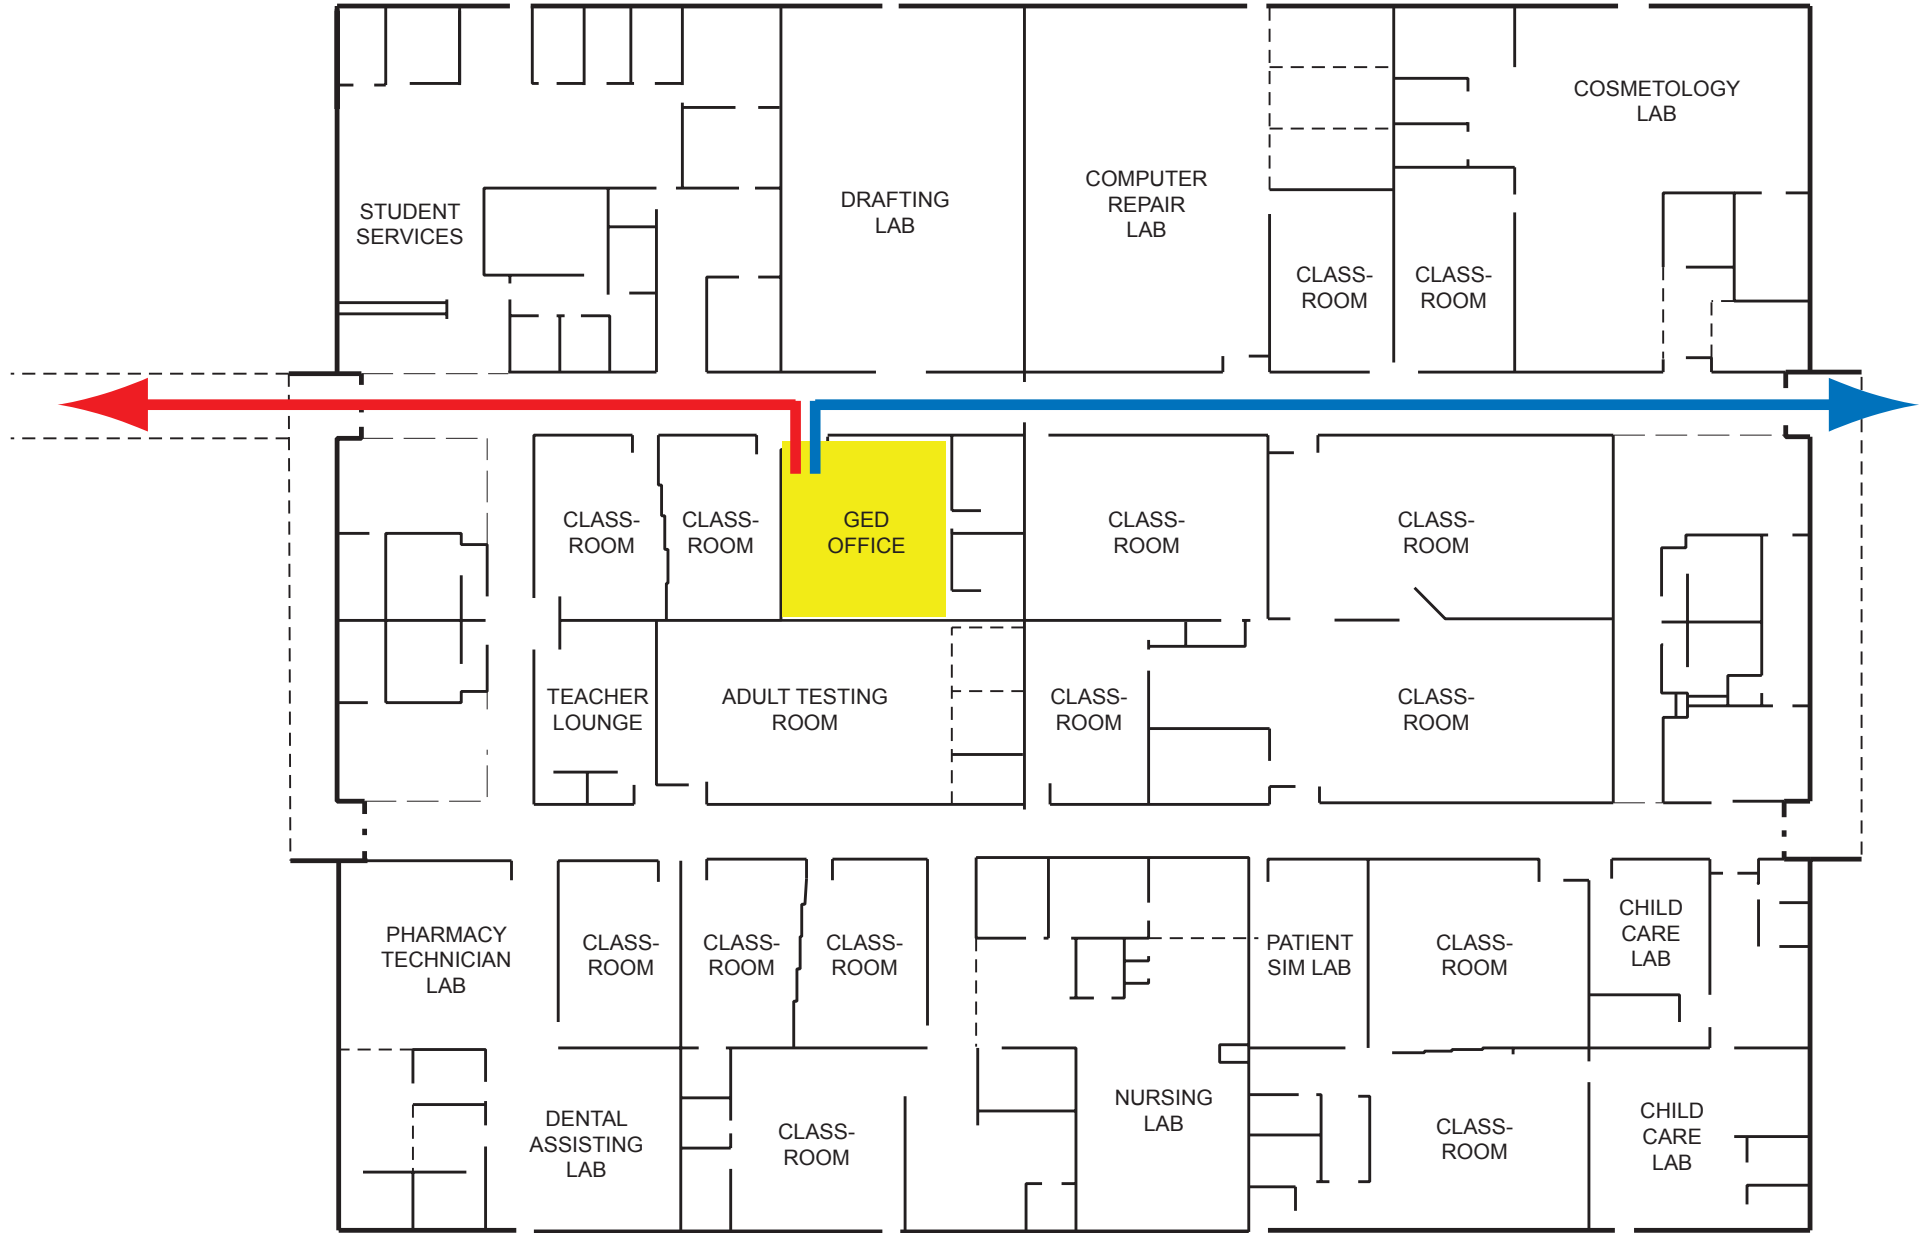 COSMETOLOGY
LAB
STUDENT
SERVICES
DRAFTING
LAB
COMPUTER
REPAIR
LAB
CLASS-
ROOM
CLASS-
ROOM
CLASS-
ROOM
CLASS-
ROOM
GED
OFFICE
CLASS-
ROOM
CLASS-
ROOM
TEACHER
LOUNGE
ADULT TESTING
ROOM
CLASS-
ROOM
CLASS-
ROOM
PHARMACY
TECHNICIAN
LAB
CLASS-
ROOM
CLASS-
ROOM
CLASS-
ROOM
PATIENT
SIM LAB
CLASS-
ROOM
CHILD
CARE
LAB
DENTAL
ASSISTING
LAB
CLASS-
ROOM
NURSING
LAB
CLASS-
ROOM
CHILD
CARE
LAB